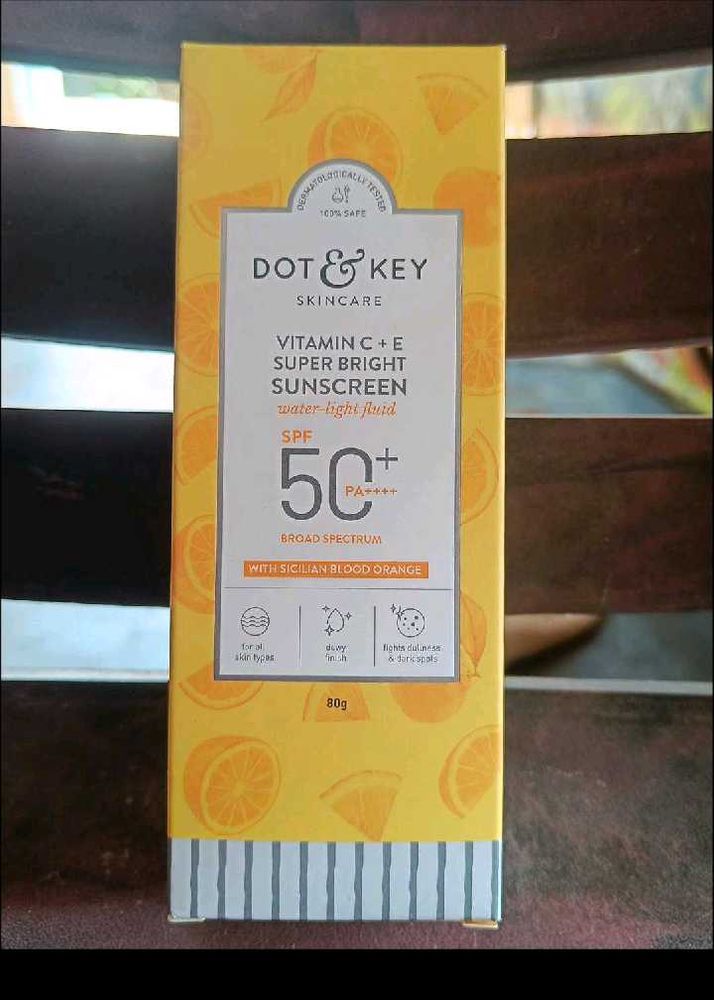 DERMATOLOGICALLY TESTED
100% SAFE
DOT & KEY
SKINCARE
VITAMIN C + E
SUPER BRIGHT
SUNSCREEN
water-light fluid
SPF
50+
PA++++
BROAD SPECTRUM
WITH SICILIAN BLOOD ORANGE
for all
skin types
dewy
finish
fights dullness
& dark spots
80g